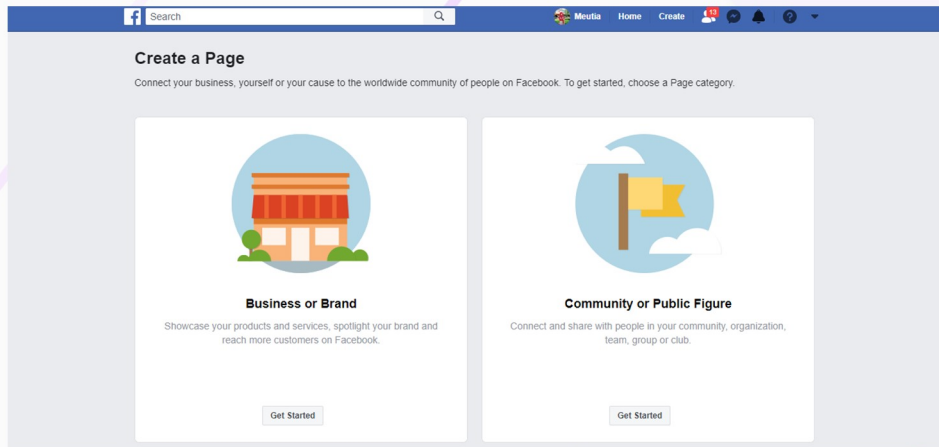 f Search Meutia Home Create 13 ?
Create a Page
Connect your business, yourself or your cause to the worldwide community of people on Facebook. To get started, choose a Page category.
Business or Brand
Showcase your products and services, spotlight your brand and
reach more customers on Facebook.
Get Started
Community or Public Figure
Connect and share with people in your community, organization,
team, group or club.
Get Started